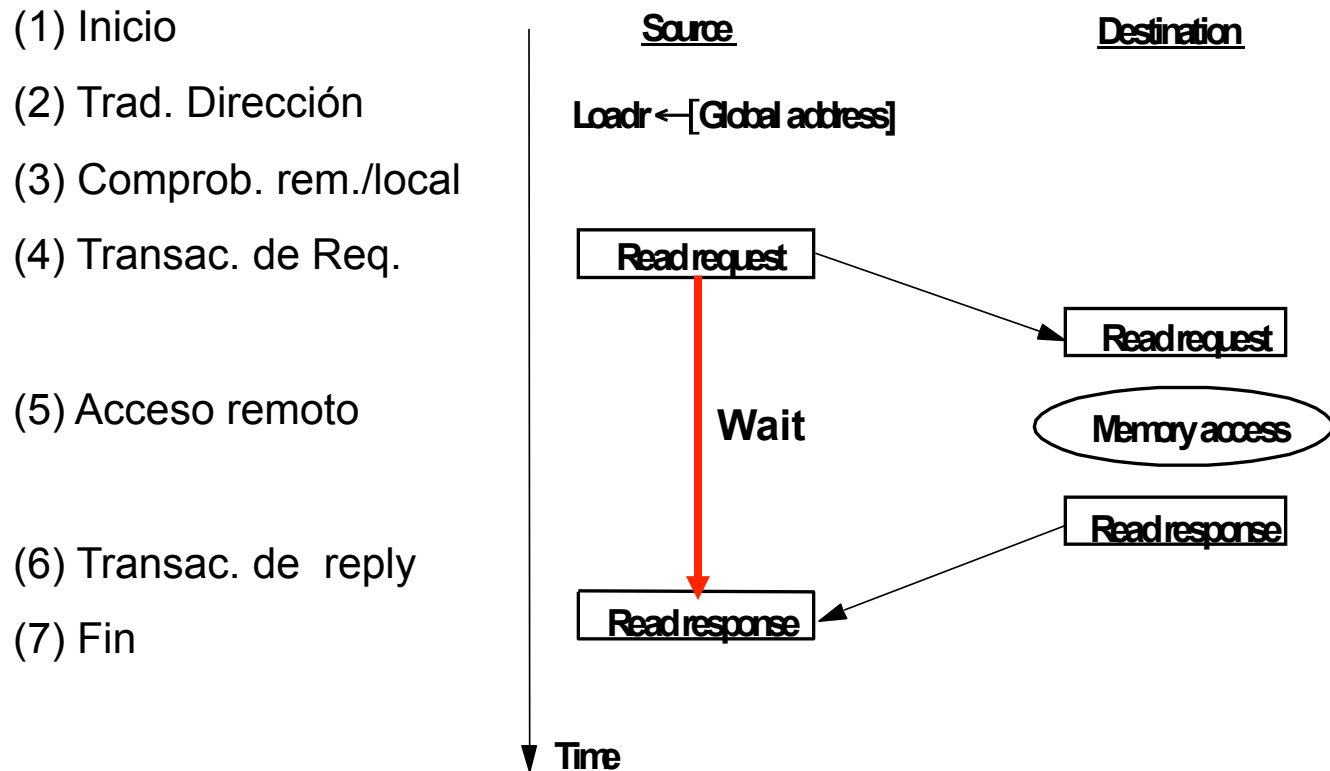 (1) Inicio
(2) Trad. Dirección
(3) Comprob. rem./local
(4) Transac. de Req.
(5) Acceso remoto
(6) Transac. de reply
(7) Fin
Source
Destination
Load r ← [Global address]
Read request
Read request
Wait
Memory access
Read response
Read response
Time